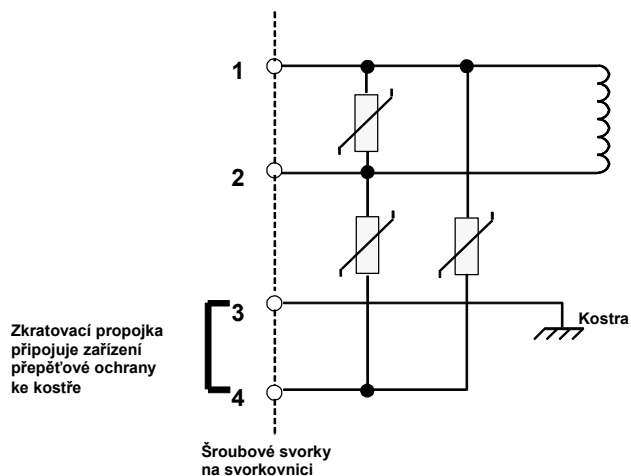 1
2
3
Kostra
Zkratovací propojka
připojuje zařízení
přepěťové ochrany
ke kostře
4
Šroubové svorky
na svorkovnici